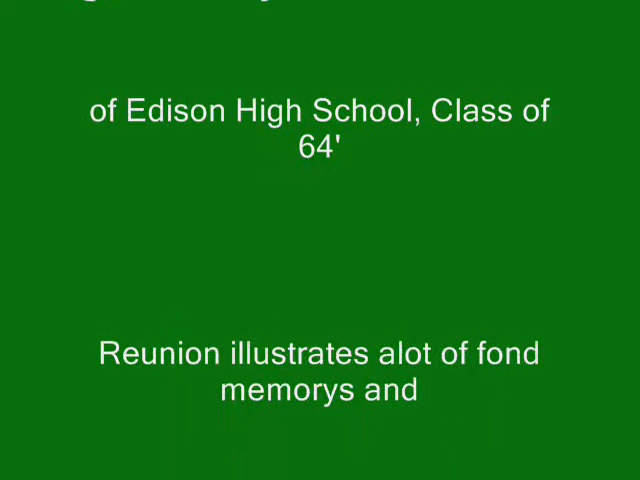 of Edison High School, Class of
64'
Reunion illustrates alot of fond
memorys and